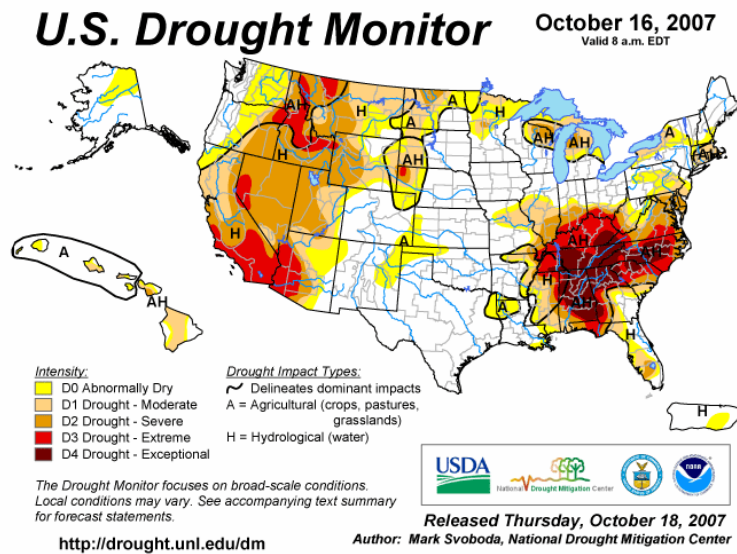 U.S. Drought Monitor
October 16, 2007
Valid 8 a.m. EDT
A
H
A
H
AH
A
AH
AH
A
A
H
AH
H
A
AH
AH
H
A
AH
H
A
AH
H
Intensity:
D0 Abnormally Dry
D1 Drought - Moderate
D2 Drought - Severe
D3 Drought - Extreme
D4 Drought - Exceptional
Drought Impact Types:
Delineates dominant impacts
A = Agricultural (crops, pastures,
grasslands)
H = Hydrological (water)
The Drought Monitor focuses on broad-scale conditions.
Local conditions may vary. See accompanying text summary
for forecast statements.
http://drought.unl.edu/dm
USDA
National Drought Mitigation Center
NOAA
Released Thursday, October 18, 2007
Author: Mark Svoboda, National Drought Mitigation Center